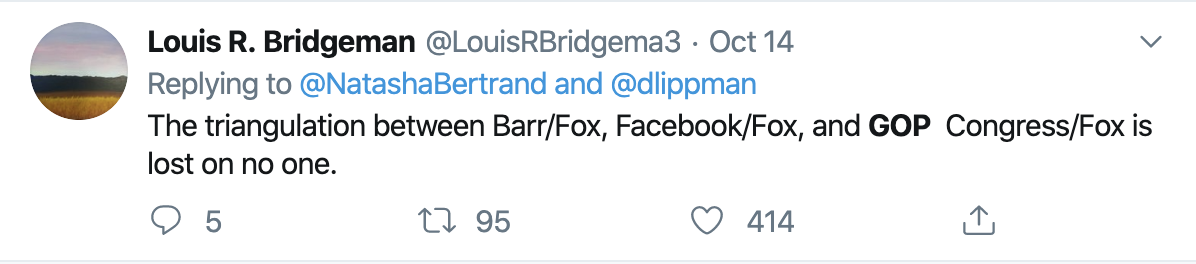 Louis R. Bridgeman @LouisRBridgema3 · Oct 14
Replying to @NatashaBertrand and @dlippman
The triangulation between Barr/Fox, Facebook/Fox, and GOP Congress/Fox is
lost on no one.
5 95 414